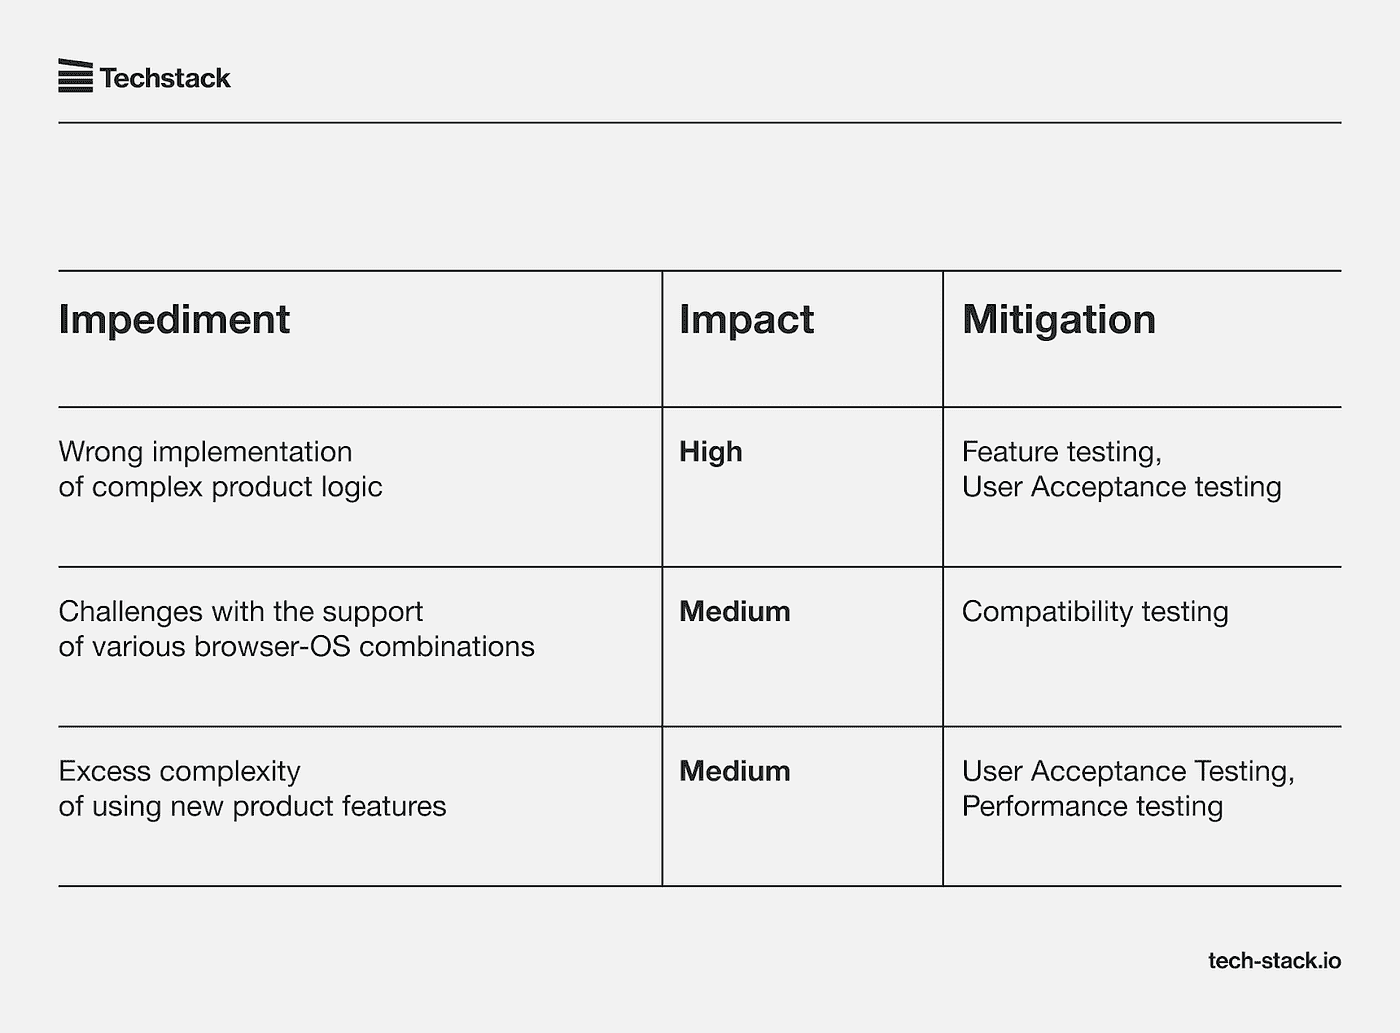 Techstack
Impediment
Impact
Mitigation
Wrong implementation
of complex product logic
High
Feature testing,
User Acceptance testing
Challenges with the support
of various browser-OS combinations
Medium
Compatibility testing
Excess complexity
of using new product features
Medium
User Acceptance Testing,
Performance testing
tech-stack.io